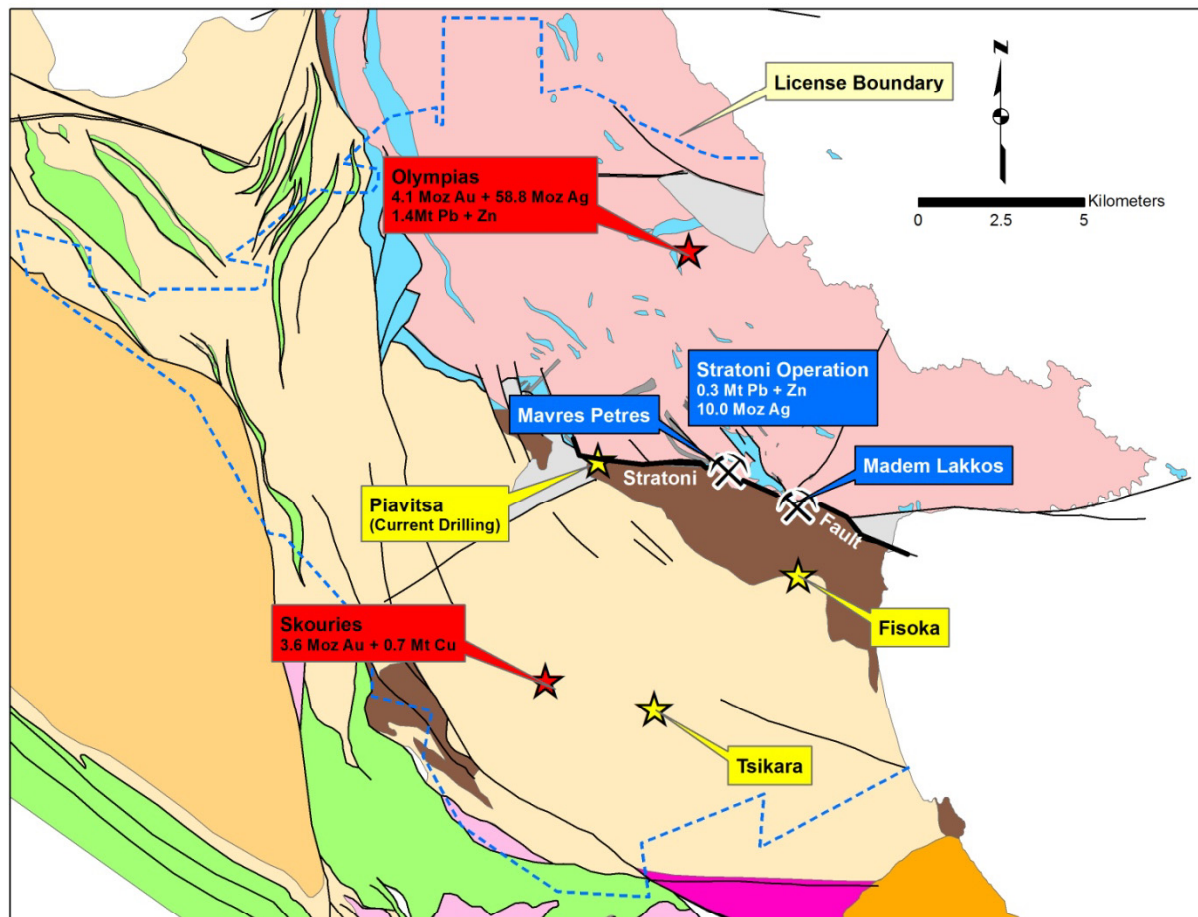 N
License Boundary
Kilometers
0 2.5 5
Olympias
4.1 Moz Au + 58.8 Moz Ag
1.4Mt Pb + Zn
Stratoni Operation
0.3 Mt Pb + Zn
10.0 Moz Ag
Mavres Petres
Madem Lakkos
Stratoni Fault
Piavitsa
(Current Drilling)
Fisoka
Skouries
3.6 Moz Au + 0.7 Mt Cu
Tsikara